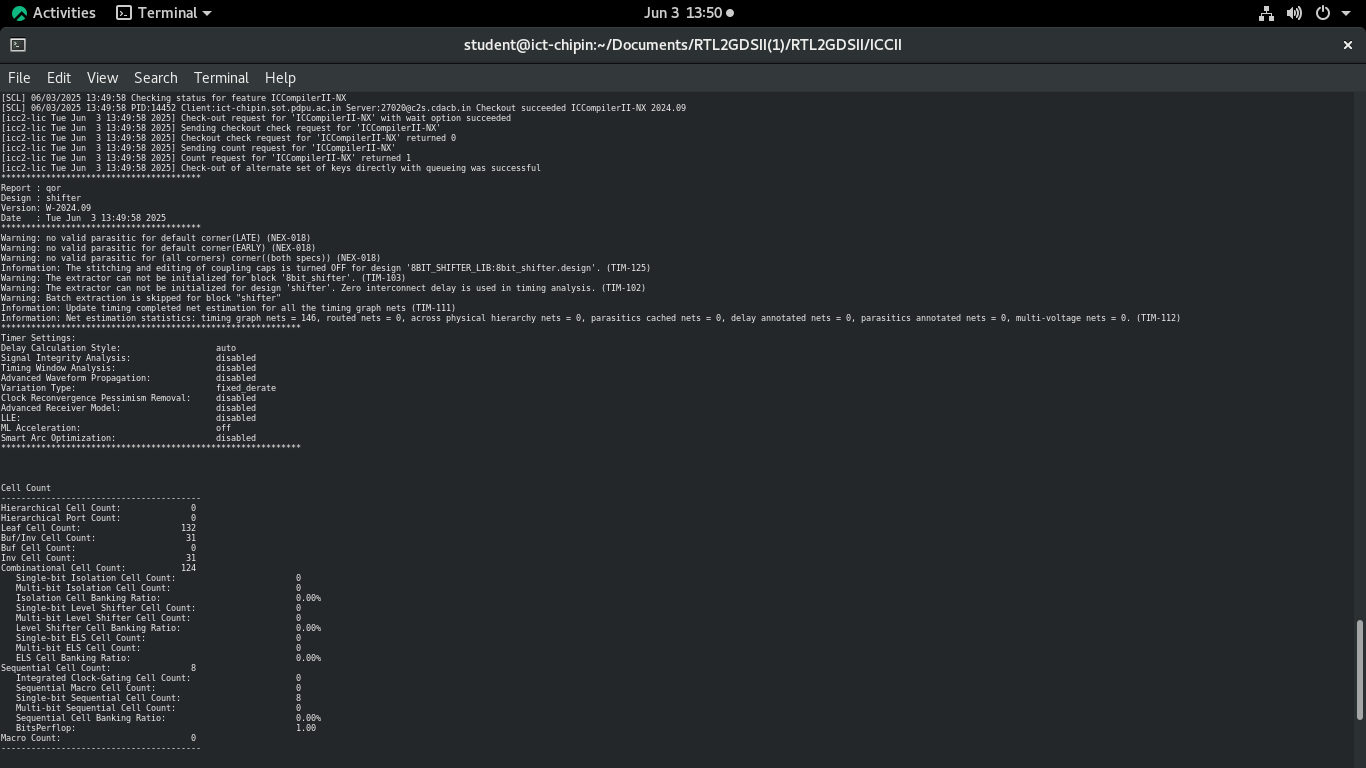 Activities
Terminal
Jun 3 13:50
student@ict-chipin:~/Documents/RTL2GDSII(1)/RTL2GDSII/ICCII
File Edit View Search Terminal Help
[SCL] 06/03/2025 13:49:58 Checking status for feature ICCompilerII-NX
[SCL] 06/03/2025 13:49:58 PID:14452 Client:ict-chipin.sot.pdpu.ac.in Server:27020@c2s.cdacb.in Checkout succeeded ICCompilerII-NX 2024.09
[icc2-lic Tue Jun  3 13:49:58 2025] Check-out request for 'ICCompilerII-NX' with wait option succeeded
[icc2-lic Tue Jun  3 13:49:58 2025] Sending checkout check request for 'ICCompilerII-NX'
[icc2-lic Tue Jun  3 13:49:58 2025] Checkout check request for 'ICCompilerII-NX' returned 0
[icc2-lic Tue Jun  3 13:49:58 2025] Sending count request for 'ICCompilerII-NX'
[icc2-lic Tue Jun  3 13:49:58 2025] Count request for 'ICCompilerII-NX' returned 1
[icc2-lic Tue Jun  3 13:49:58 2025] Check-out of alternate set of keys directly with queueing was successful
****************************************
Report : qor
Design : shifter
Version: W-2024.09
Date   : Tue Jun  3 13:49:58 2025
****************************************
Warning: no valid parasitic for default corner(LATE) (NEX-018)
Warning: no valid parasitic for default corner(EARLY) (NEX-018)
Warning: no valid parasitic for (all corners) corner((both specs)) (NEX-018)
Information: The stitching and editing of coupling caps is turned OFF for design '8BIT_SHIFTER_LIB:8bit_shifter.design'. (TIM-125)
Warning: The extractor can not be initialized for block '8bit_shifter'. (TIM-103)
Warning: The extractor can not be initialized for design 'shifter'. Zero interconnect delay is used in timing analysis. (TIM-102)
Warning: Batch extraction is skipped for block "shifter"
Information: Update timing completed net estimation for all the timing graph nets (TIM-111)
Information: Net estimation statistics: timing graph nets = 146, routed nets = 0, across physical hierarchy nets = 0, parasitics cached nets = 0, delay annotated nets = 0, parasitics annotated nets = 0, multi-voltage nets = 0. (TIM-112)
************************************************************
Timer Settings:
Delay Calculation Style:                   auto
Signal Integrity Analysis:                 disabled
Timing Window Analysis:                    disabled
Advanced Waveform Propagation:             disabled
Variation Type:                            fixed_derate
Clock Reconvergence Pessimism Removal:     disabled
Advanced Receiver Model:                   disabled
LLE:                                       disabled
ML Acceleration:                           off
Smart Arc Optimization:                    disabled
************************************************************
Cell Count
----------------------------------------
Hierarchical Cell Count:              0
Hierarchical Port Count:              0
Leaf Cell Count:                    132
Buf/Inv Cell Count:                  31
Buf Cell Count:                       0
Inv Cell Count:                      31
Combinational Cell Count:           124
   Single-bit Isolation Cell Count:                        0
   Multi-bit Isolation Cell Count:                         0
   Isolation Cell Banking Ratio:                           0.00%
   Single-bit Level Shifter Cell Count:                    0
   Multi-bit Level Shifter Cell Count:                     0
   Level Shifter Cell Banking Ratio:                       0.00%
   Single-bit ELS Cell Count:                              0
   Multi-bit ELS Cell Count:                               0
   ELS Cell Banking Ratio:                                 0.00%
Sequential Cell Count:                8
   Integrated Clock-Gating Cell Count:                     0
   Sequential Macro Cell Count:                            0
   Single-bit Sequential Cell Count:                       8
   Multi-bit Sequential Cell Count:                        0
   Sequential Cell Banking Ratio:                          0.00%
   BitsPerflop:                                            1.00
Macro Count:                          0
----------------------------------------